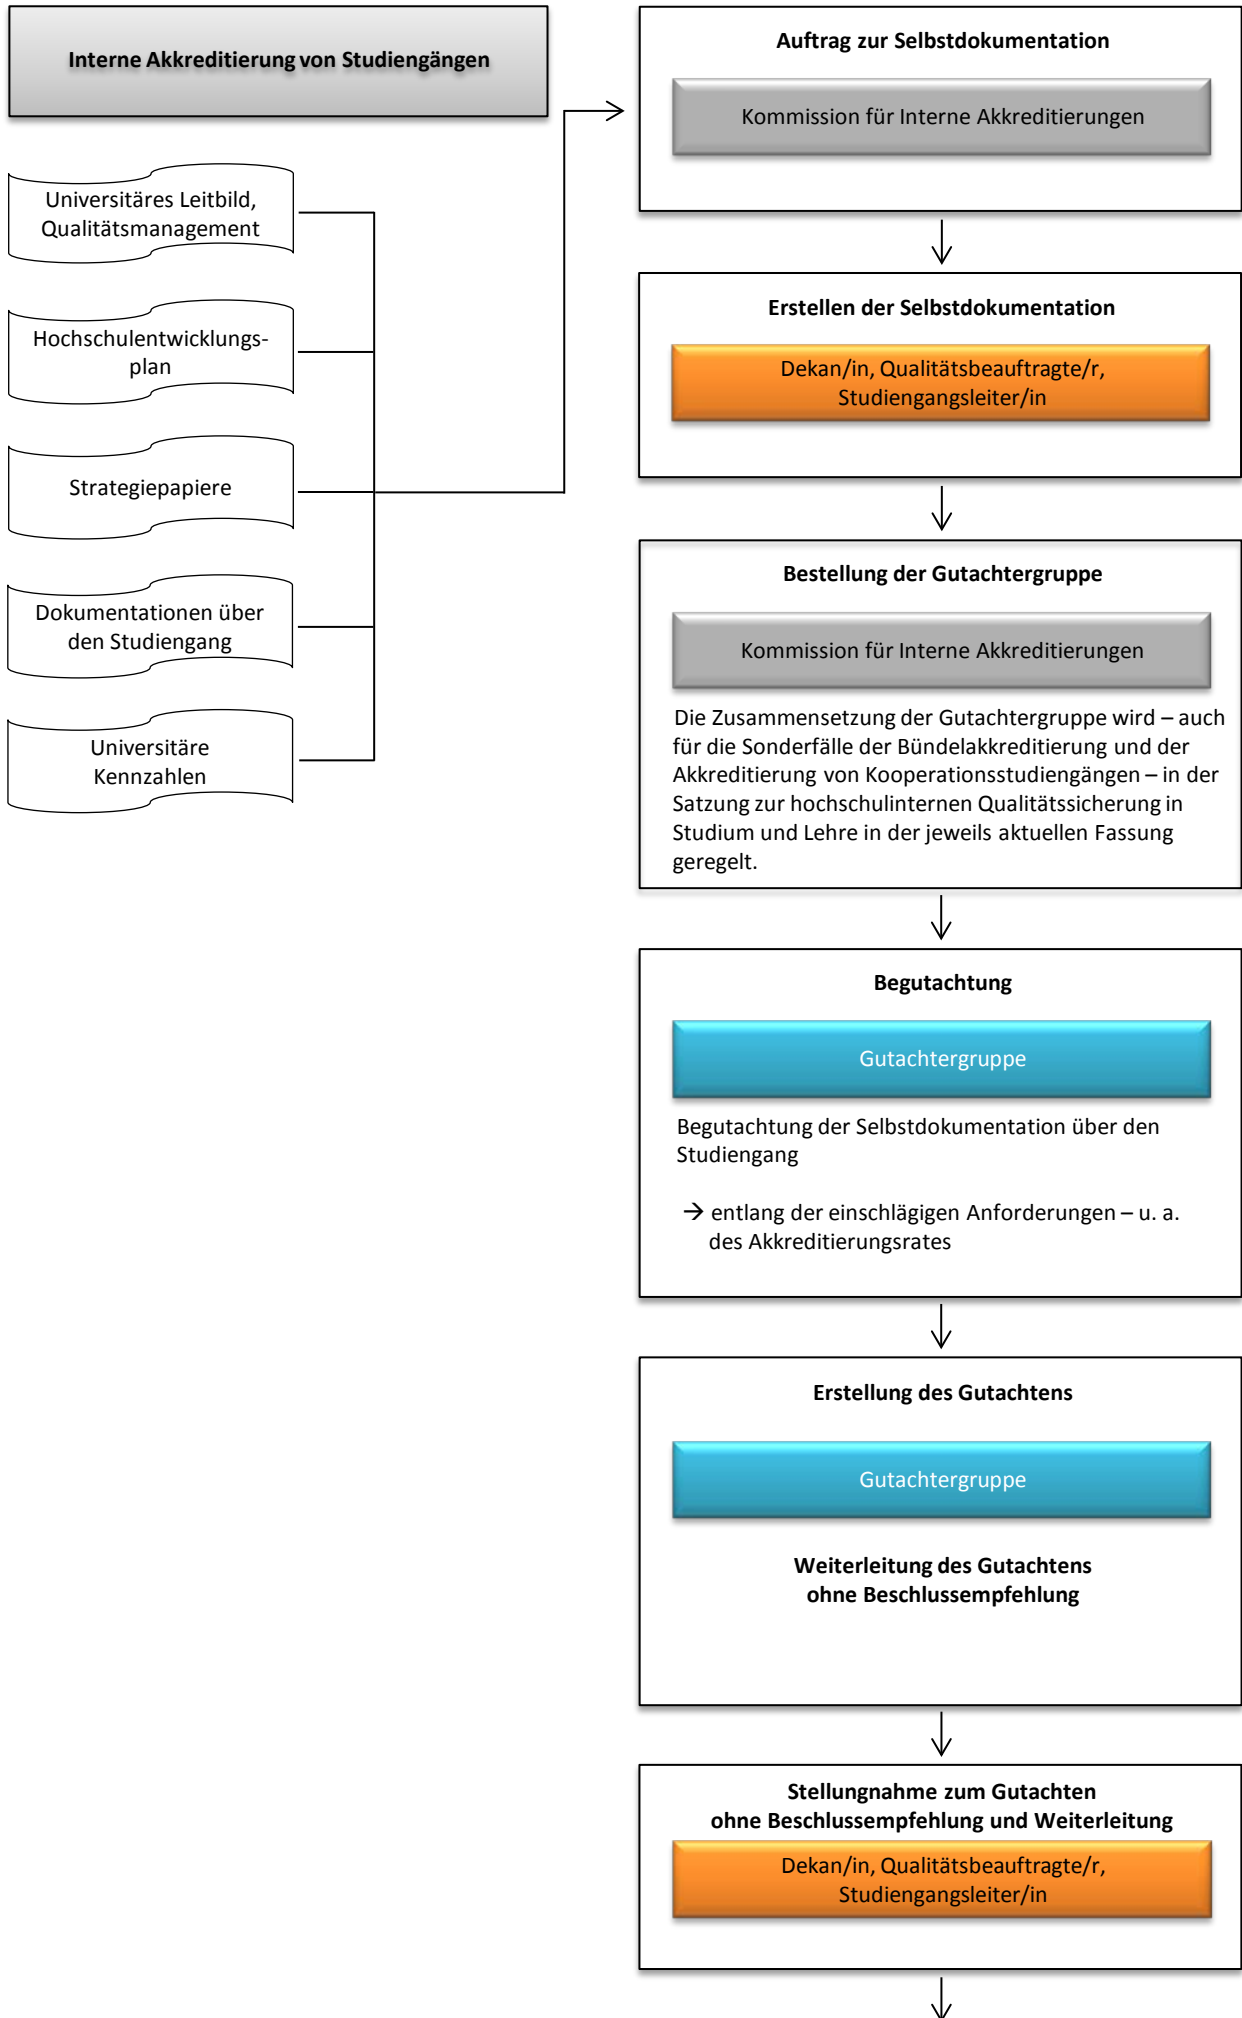 Interne Akkreditierung von Studiengängen
Universitäres Leitbild,
Qualitätsmanagement
Hochschulentwicklungs-
plan
Strategiepapiere
Dokumentationen über
den Studiengang
Universitäre
Kennzahlen
Auftrag zur Selbstdokumentation
Kommission für Interne Akkreditierungen
Erstellen der Selbstdokumentation
Dekan/in, Qualitätsbeauftragte/r,
Studiengangsleiter/in
Bestellung der Gutachtergruppe
Kommission für Interne Akkreditierungen
Die Zusammensetzung der Gutachtergruppe wird – auch
für die Sonderfälle der Bündelakkreditierung und der
Akkreditierung von Kooperationsstudiengängen – in der
Satzung zur hochschulinternen Qualitätssicherung in
Studium und Lehre in der jeweils aktuellen Fassung
geregelt.
Begutachtung
Gutachtergruppe
Begutachtung der Selbstdokumentation über den
Studiengang
→ entlang der einschlägigen Anforderungen – u. a.
des Akkreditierungsrates
Erstellung des Gutachtens
Gutachtergruppe
Weiterleitung des Gutachtens
ohne Beschlussempfehlung
Stellungnahme zum Gutachten
ohne Beschlussempfehlung und Weiterleitung
Dekan/in, Qualitätsbeauftragte/r,
Studiengangsleiter/in